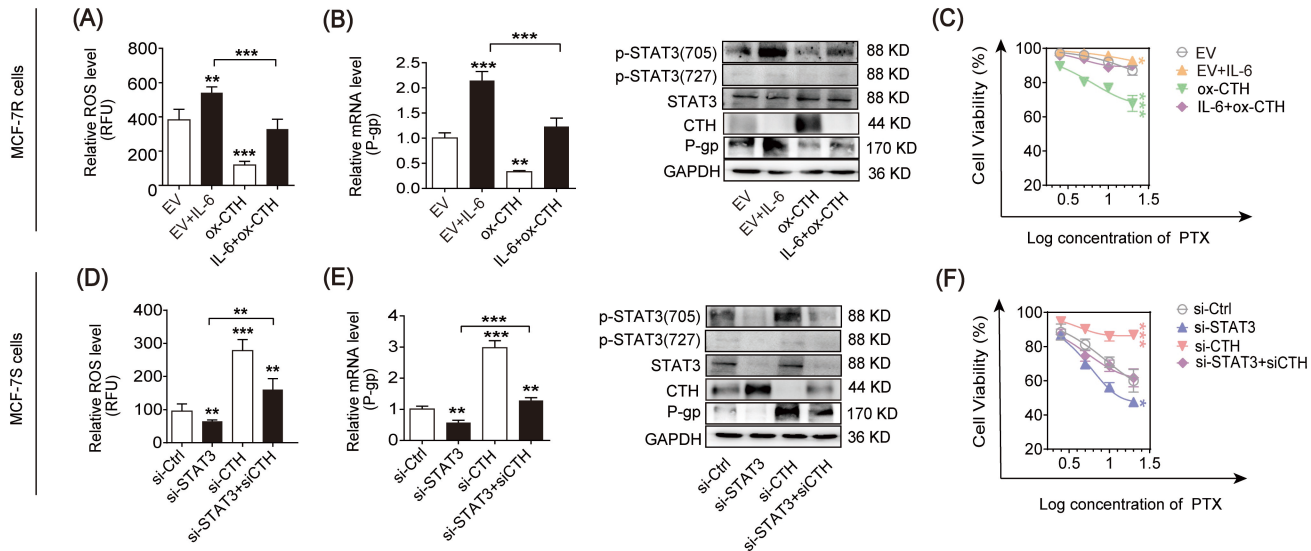 MCF-7R cells
(A)
Relative ROS level
(RFU)
800
600
400
200
0
**
***
***
EV
EV+IL-6
ox-CTH
IL-6+ox-CTH
(B)
Relative mRNA level
(P-gp)
2.5
2.0
1.5
1.0
0.5
0.0
***
**
***
EV
EV+IL-6
ox-CTH
IL-6+ox-CTH
p-STAT3(705) 88 KD
p-STAT3(727) 88 KD
STAT3 88 KD
CTH 44 KD
P-gp 170 KD
GAPDH 36 KD
EV
EV+IL-6
ox-CTH
IL-6+ox-CTH
(C)
Cell Viability (%)
100
80
60
40
20
0.5 1 1.5
Log concentration of PTX
EV
EV+IL-6
ox-CTH
IL-6+ox-CTH
*
***
MCF-7S cells
(D)
Relative ROS level
(RFU)
400
300
200
100
0
**
***
**
**
si-Ctrl
si-STAT3
si-CTH
si-STAT3+siCTH
(E)
Relative mRNA level
(P-gp)
4
3
2
1
0
**
***
**
***
si-Ctrl
si-STAT3
si-CTH
si-STAT3+siCTH
p-STAT3(705) 88 KD
p-STAT3(727) 88 KD
STAT3 88 KD
CTH 44 KD
P-gp 170 KD
GAPDH 36 KD
si-Ctrl
si-STAT3
si-CTH
si-STAT3+siCTH
(F)
Cell Viability (%)
100
80
60
40
20
0.5 1 1.5
Log concentration of PTX
si-Ctrl
si-STAT3
si-CTH
si-STAT3+siCTH
***
*